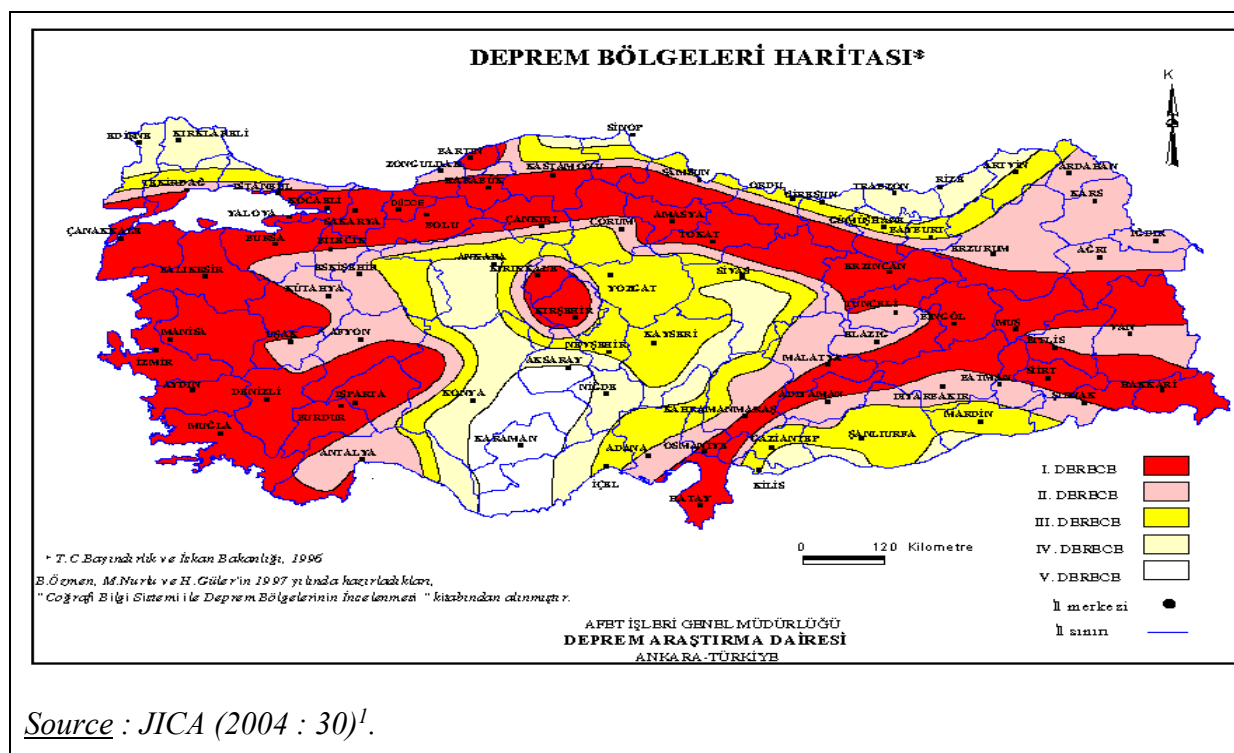 DEPREM BÖLGELERİ HARİTASI*
K
SİNOP
EDİRNE
KIRKLARELİ
BARTIN
ZONGULDAK
KASTAMONU
KARABÜK
SAMSUN
ORDU
GİRESUN
TRABZON
RİZE
ARTVİN
ARDAHAN
KARS
TEKİRDAĞ
İSTANBUL
KOCAELİ
YALOVA
SAKARYA
DÜZCE
BOLU
ÇANKIRI
ÇORUM
AMASYA
TOKAT
GÜMÜŞHANE
BAYBURT
ERZURUM
IĞDIR
AĞRI
ÇANAKKALE
BURSA
BİLECİK
BALIKESİR
ESKİŞEHİR
KÜTAHYA
ANKARA
KIRIKKALE
YOZGAT
SİVAS
ERZİNCAN
TUNCELİ
BİNGÖL
MUŞ
VAN
MANİSA
UŞAK
AFYON
KIRŞEHİR
KAYSERİ
NEVŞEHİR
ELAZIĞ
BİTLİS
İZMİR
AKSARAY
MALATYA
SİİRT
BATMAN
HAKKARİ
AYDIN
DENİZLİ
ISPARTA
BURDUR
KONYA
NİĞDE
KAHRAMANMARAŞ
ADIYAMAN
DİYARBAKIR
ŞIRNAK
MARDİN
MUĞLA
KARAMAN
ANTALYA
ADANA
OSMANİYE
GAZİANTEP
ŞANLIURFA
İÇEL
KİLİS
HATAY
I. DERECE
II. DERECE
III. DERECE
IV. DERECE
V. DERECE
İl merkezi
İl sınırı
0 120 Kilometre
* T.C.Bayındırlık ve İskan Bakanlığı, 1996
B.Özmen, M.Nurlu ve H.Güler'in 1997 yılında hazırladıkları,
" Coğrafi Bilgi Sistemi ile Deprem Bölgelerinin İncelenmesi " kitabından alınmıştır.
AFET İŞLERİ GENEL MÜDÜRLÜĞÜ
DEPREM ARAŞTIRMA DAİRESİ
ANKARA-TÜRKİYE
Source : JICA (2004 : 30)¹.